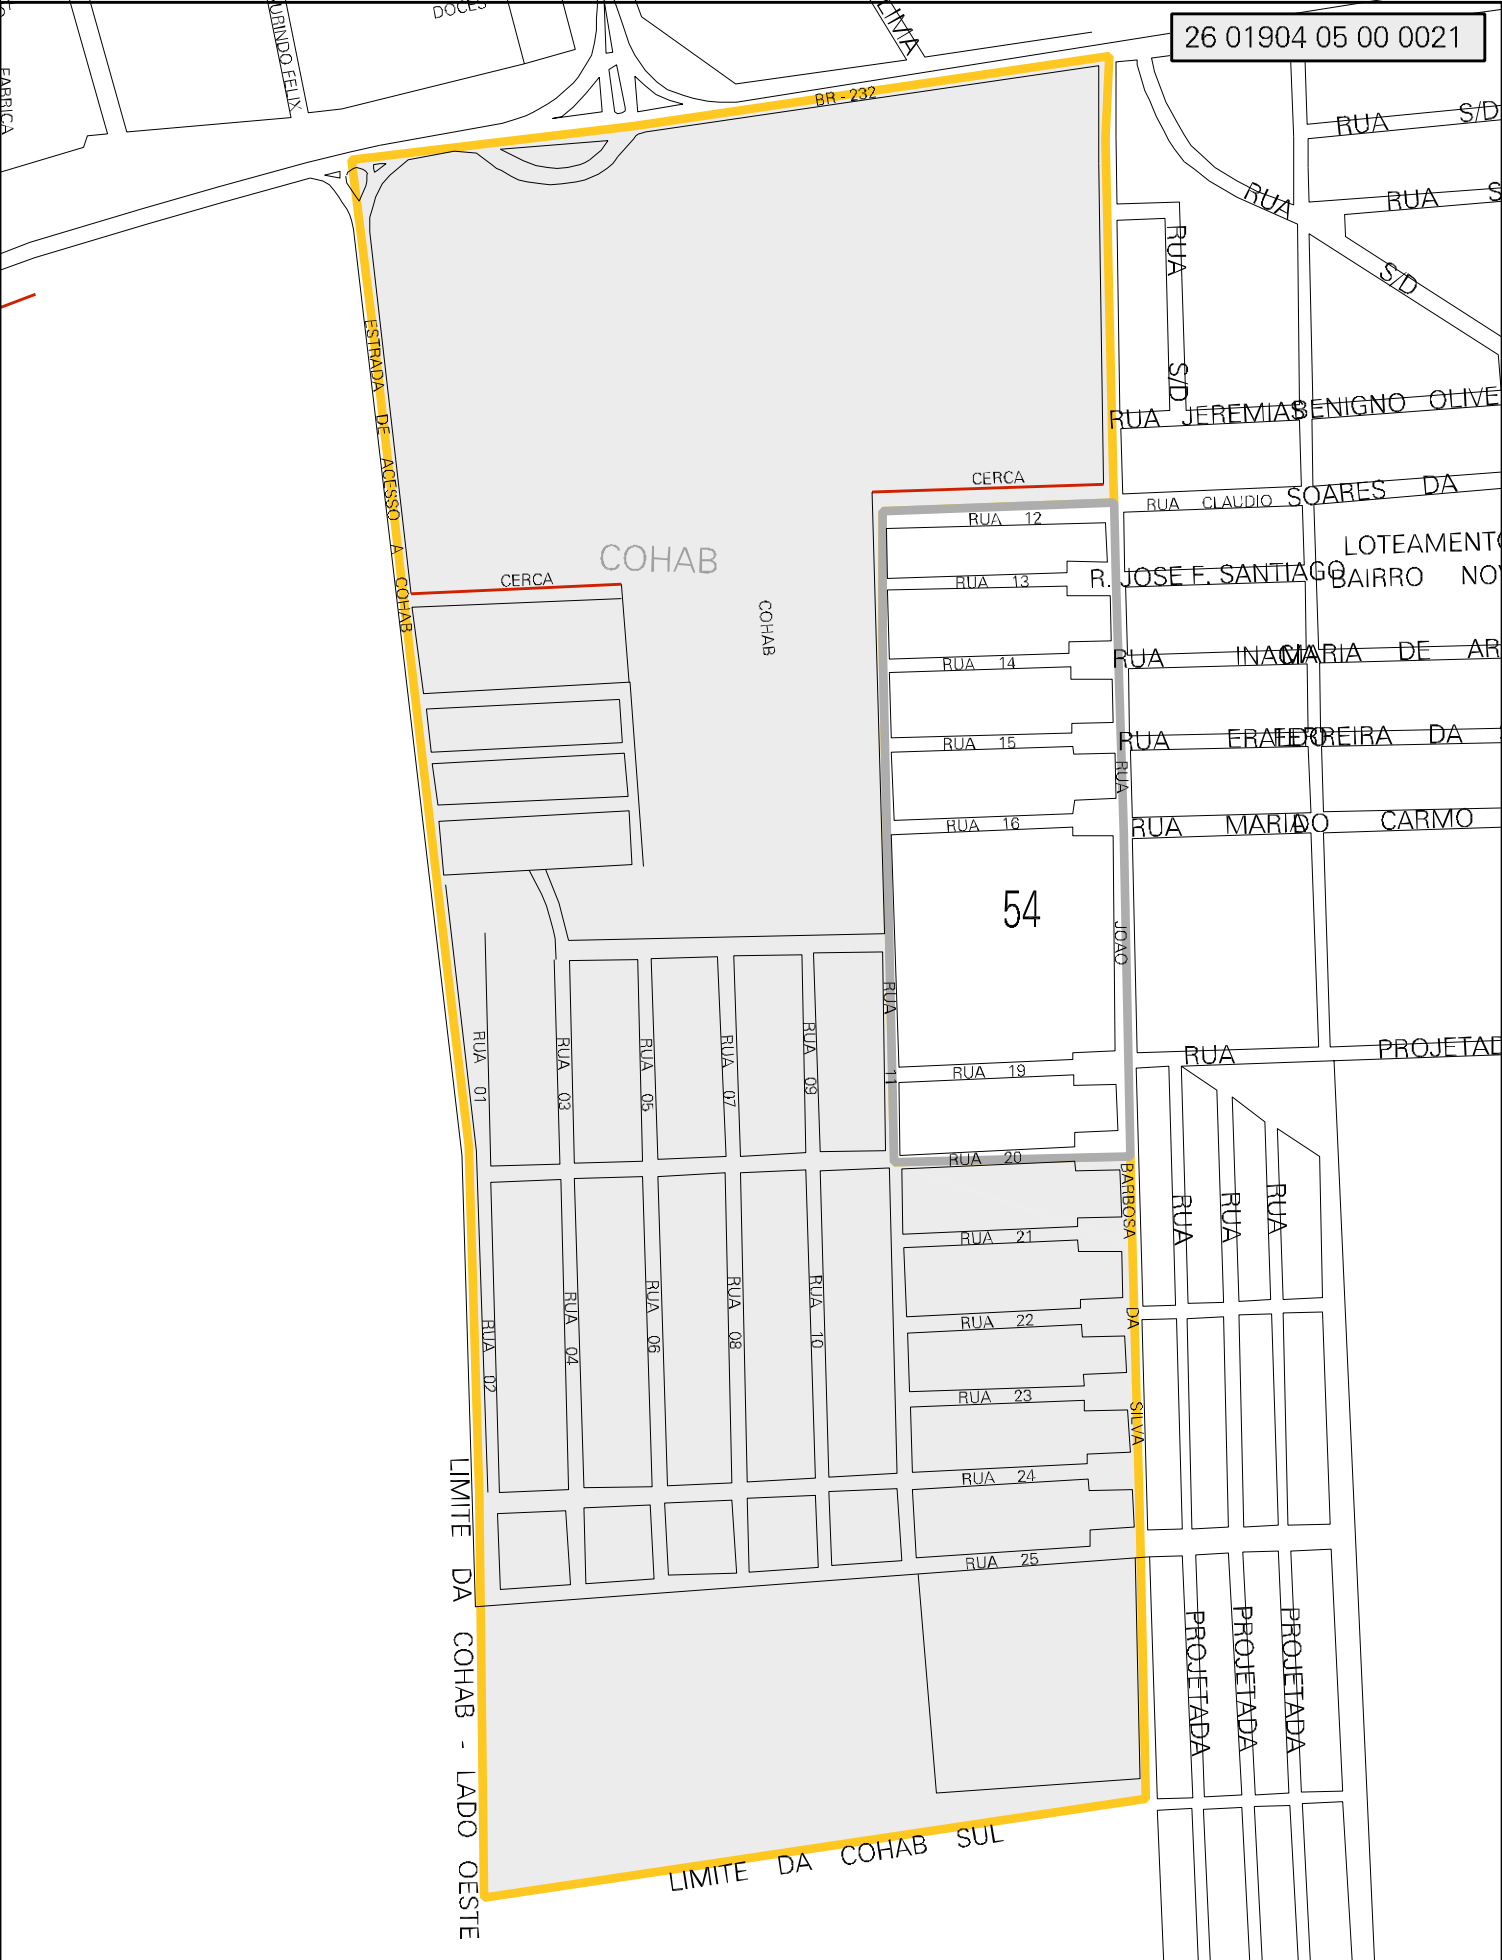 DOCES
URINDO FELIX
FABRICA
LIMA
26 01904 05 00 0021
BR - 232
RUA S/D
RUA
RUA
RUA S/D
S/D
ESTRADA DE ACESSO A COHAB
RUA JEREMIAS BENIGNO OLIVE
CERCA
RUA CLAUDIO SOARES DA
RUA 12
COHAB
LOTEAMENTO
CERCA
RUA 13
R. JOSE F. SANTIAGO
BAIRRO NOV
COHAB
RUA 14
RUA INACIA MARIA DE AR
RUA 15
RUA ERALDO FERREIRA DA
RUA 16
RUA MARIA DO CARMO
54
RUA JOAO BARBOSA DA SILVA
RUA 11
RUA 01
RUA 03
RUA 05
RUA 07
RUA 09
RUA 19
RUA PROJETAD
RUA 20
RUA
RUA
RUA
RUA 21
RUA 02
RUA 04
RUA 06
RUA 08
RUA 10
RUA 22
RUA 23
RUA 24
RUA 25
PROJETADA
PROJETADA
PROJETADA
LIMITE DA COHAB - LADO OESTE
LIMITE DA COHAB SUL